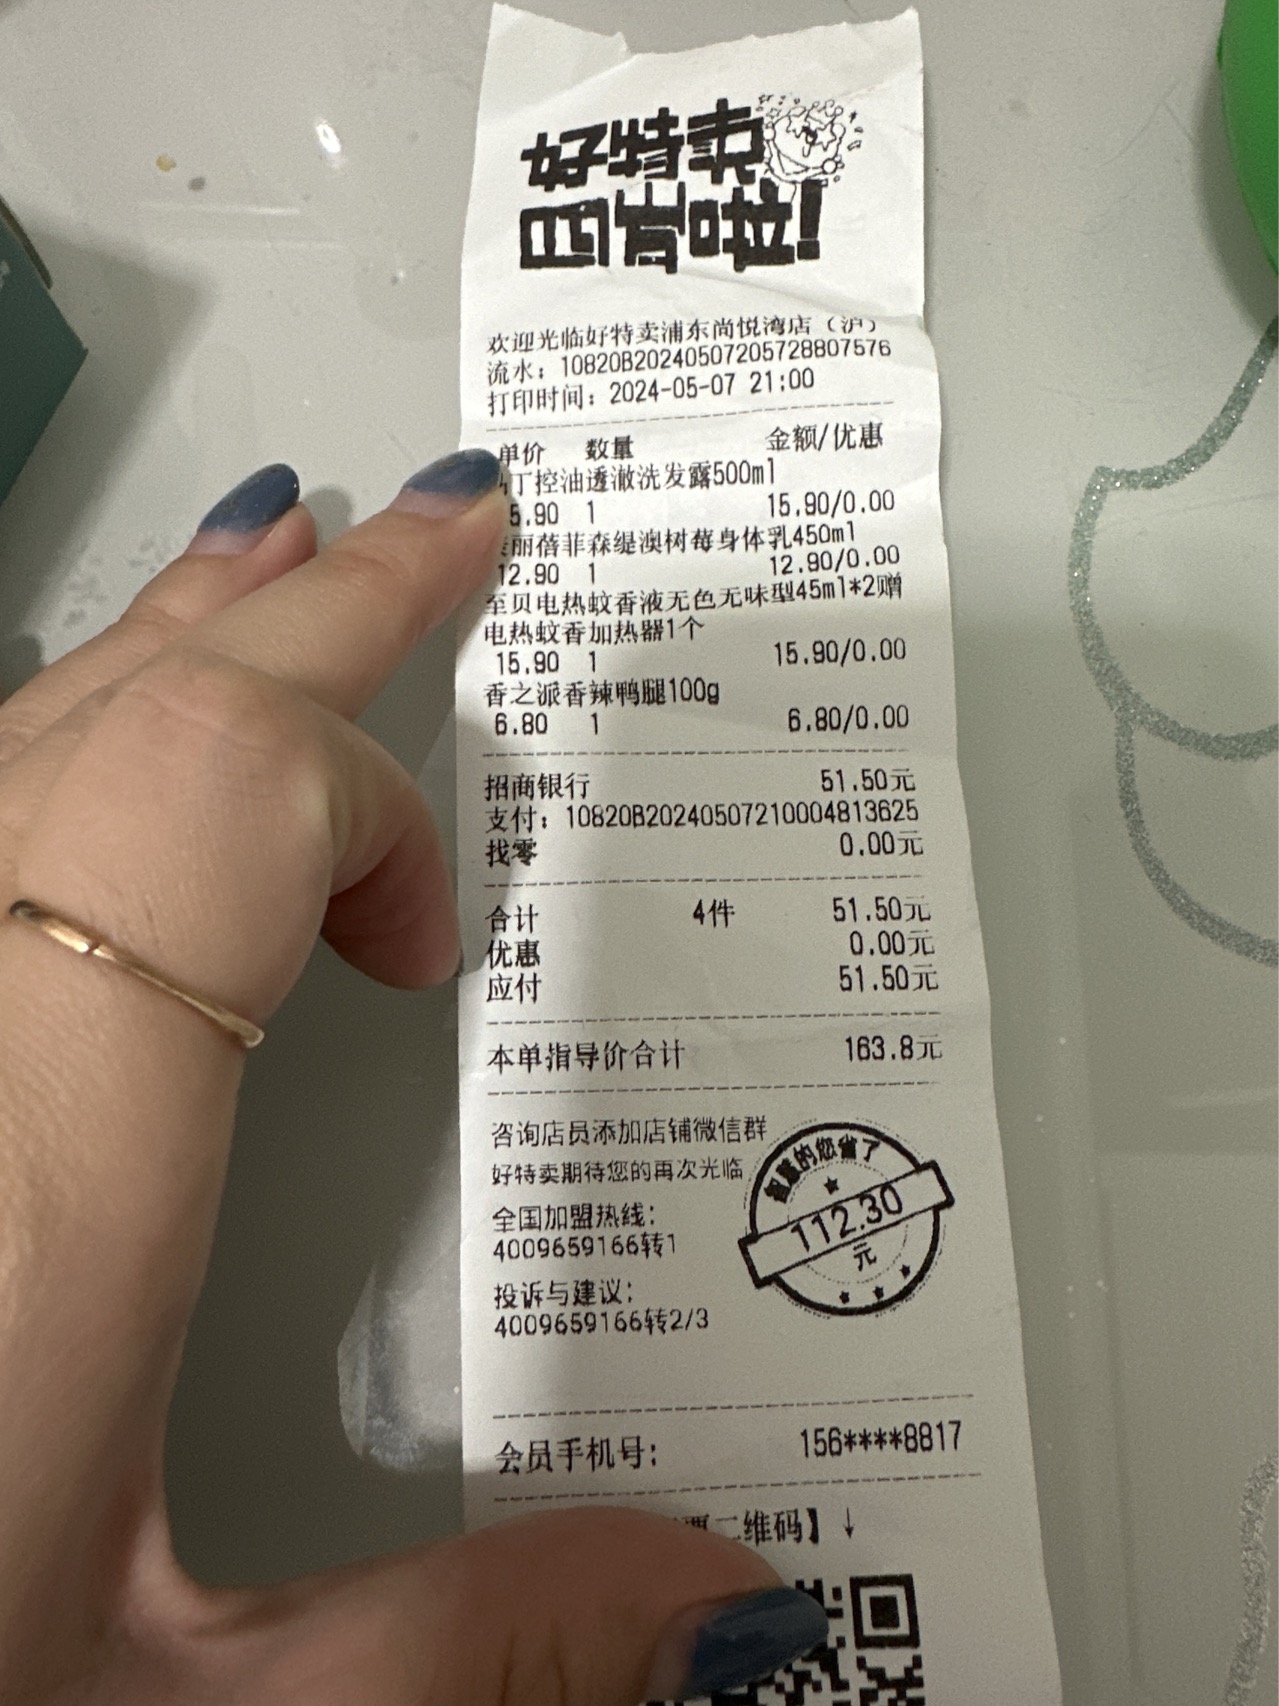 好特卖
日正咁!
欢迎光临好特卖浦东尚悦湾店（沪）
流水：10820B20240507205728807576
打印时间：2024-05-07 21:00
单价 数量 金额/优惠
丁控油透澈洗发露500ml
5.90 1 15.90/0.00
丽蓓菲森缇澳树莓身体乳450ml
12.90 1 12.90/0.00
至贝电热蚊香液无色无味型45ml*2赠
电热蚊香加热器1个
15.90 1 15.90/0.00
香之派香辣鸭腿100g
6.80 1 6.80/0.00
招商银行 51.50元
支付：10820B20240507210004813625
找零 0.00元
合计 4件 51.50元
优惠 0.00元
应付 51.50元
本单指导价合计 163.8元
咨询店员添加店铺微信群
好特卖期待您的再次光临
全国加盟热线：
4009659166转1
投诉与建议：
4009659166转2/3
的您省了
112.30
元
会员手机号： 156****8817
二维码】↓